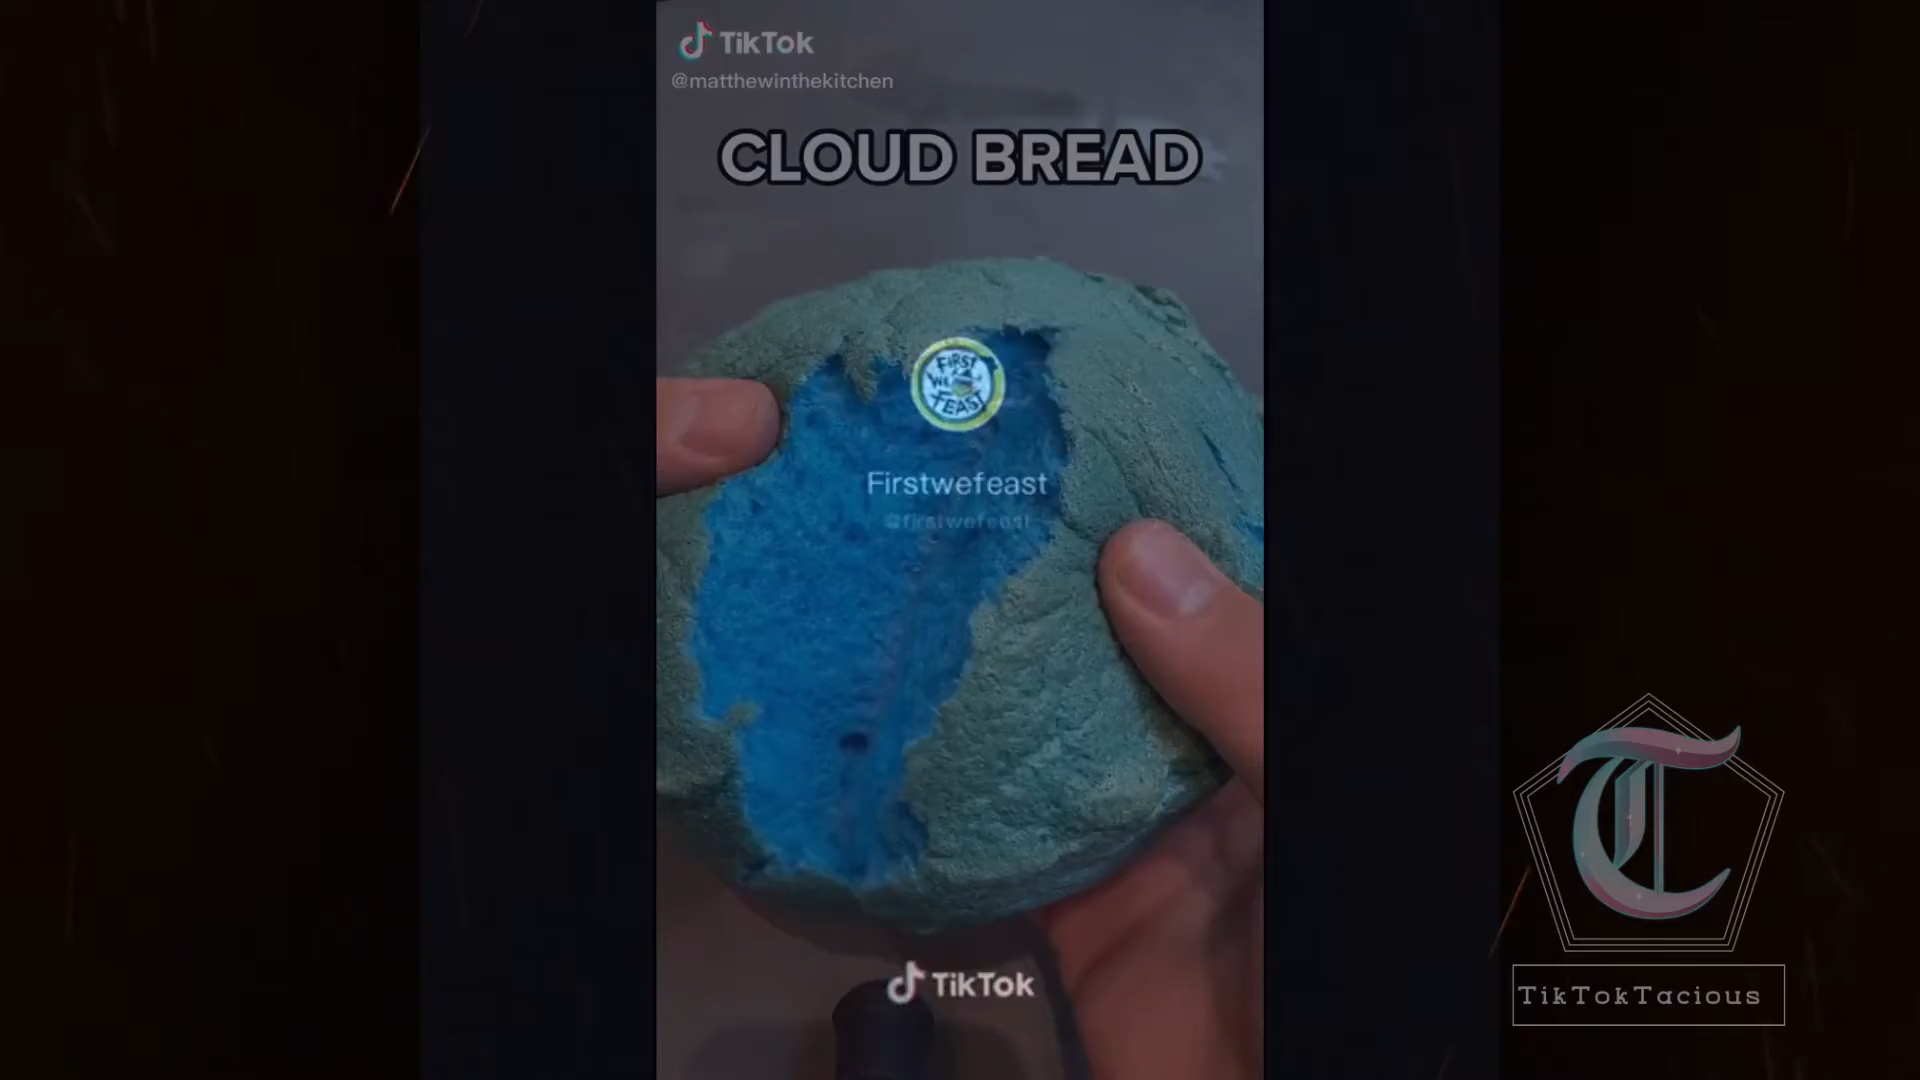 TikTok
@matthewinthekitchen
CLOUD BREAD
FIRST
WE
FEAST
Firstwefeast
@firstwefeast
TikTok
TikTokTacious